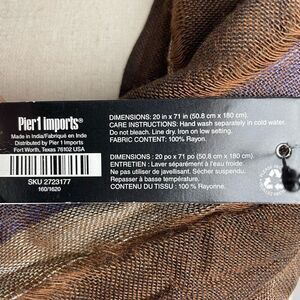 Pier 1 imports®
Made in India/Fabriqué en Inde
Distributed by Pier 1 Imports
Fort Worth, Texas 76102 USA
SKU 2723177
160/1620
DIMENSIONS: 20 in x 71 in (50.8 cm x 180 cm).
CARE INSTRUCTIONS: Hand wash separately in cold water.
Do not bleach. Line dry. Iron on low setting.
FABRIC CONTENT: 100% Rayon.
DIMENSIONS : 20 po x 71 po (50,8 cm x 180 cm).
ENTRETIEN : Laver séparément à l'eau froide.
Ne pas utiliser de javellisant. Sécher suspendu.
Repasser à basse température.
CONTENU DU TISSU : 100 % Rayonne.